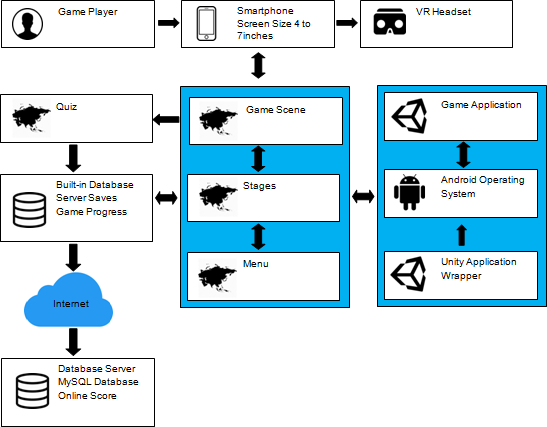 Game Player
Smartphone
Screen Size 4 to
7inches
VR Headset
Quiz
Game Scene
Game Application
Built-in Database
Server Saves
Game Progress
Stages
Android Operating
System
Menu
Unity Application
Wrapper
Internet
Database Server
MySQL Database
Online Score